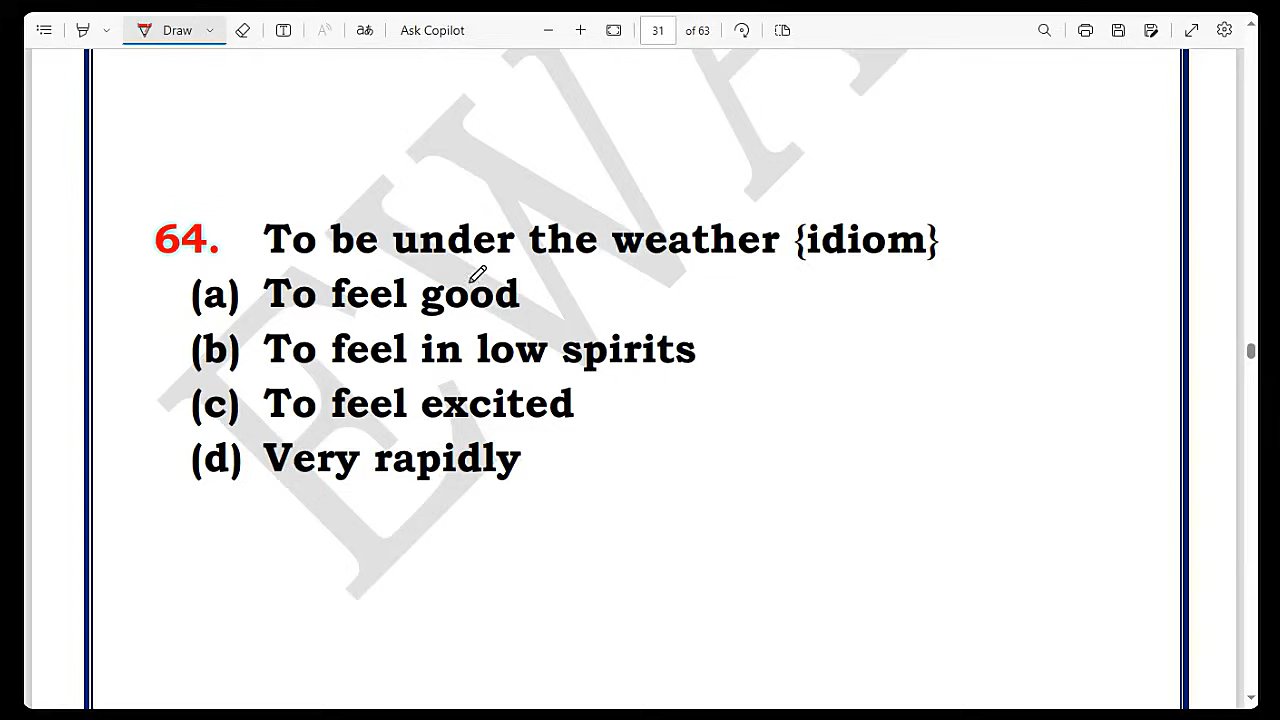 Draw
Ask Copilot
31 of 63
64. To be under the weather {idiom}
(a) To feel good
(b) To feel in low spirits
(c) To feel excited
(d) Very rapidly
EWA